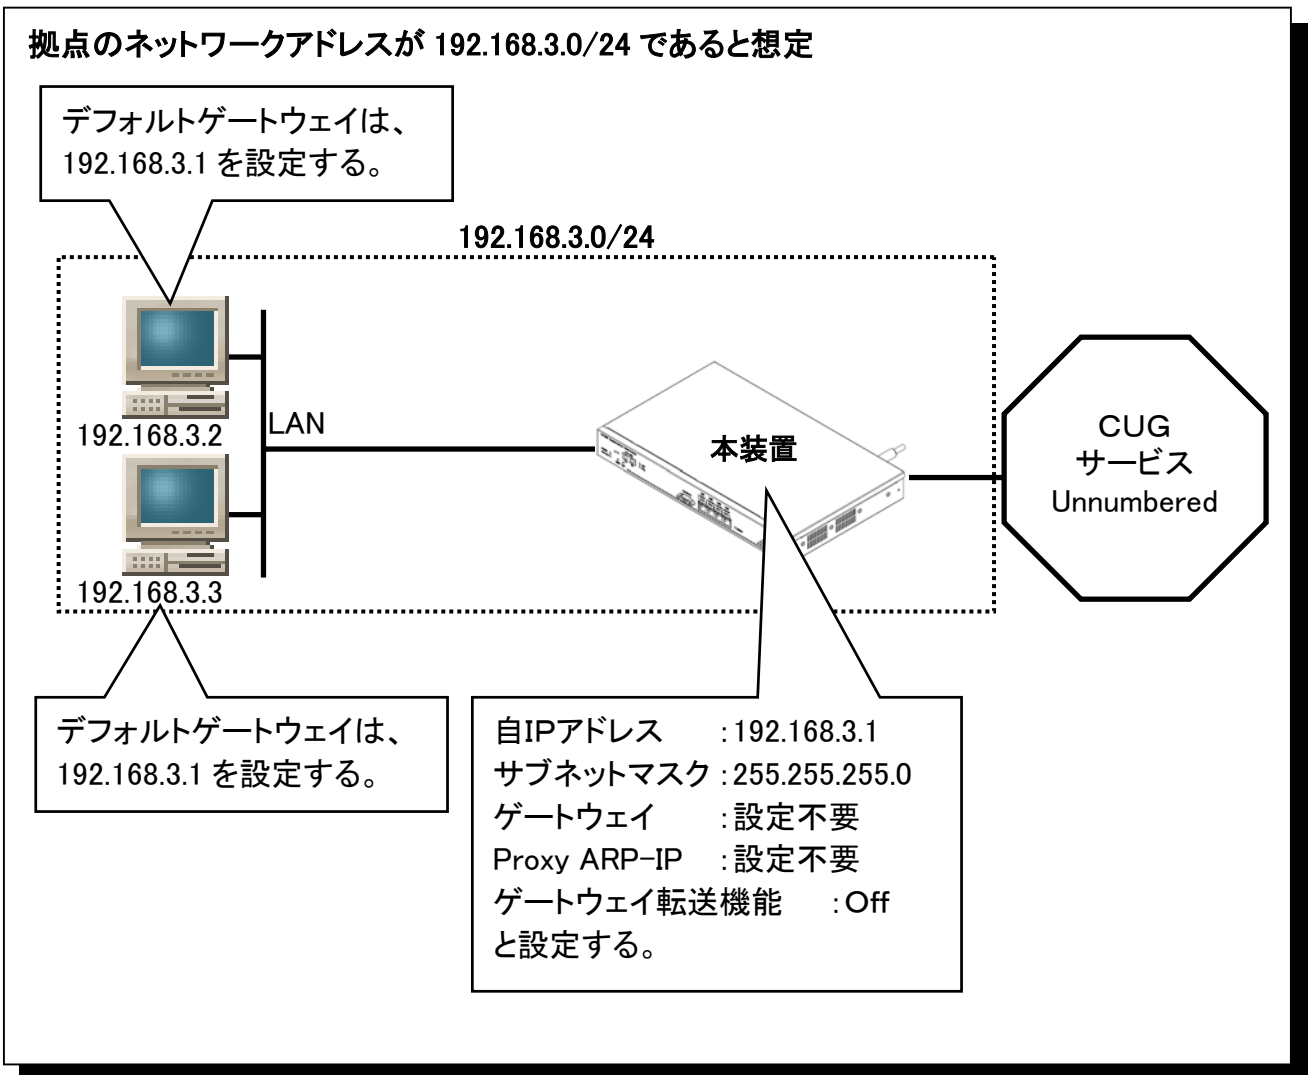 拠点のネットワークアドレスが 192.168.3.0/24 であると想定
デフォルトゲートウェイは、
192.168.3.1 を設定する。
192.168.3.0/24
192.168.3.2
LAN
本装置
CUG
サービス
Unnumbered
192.168.3.3
デフォルトゲートウェイは、
192.168.3.1 を設定する。
自IPアドレス :192.168.3.1
サブネットマスク :255.255.255.0
ゲートウェイ :設定不要
Proxy ARP-IP :設定不要
ゲートウェイ転送機能 :Off
と設定する。